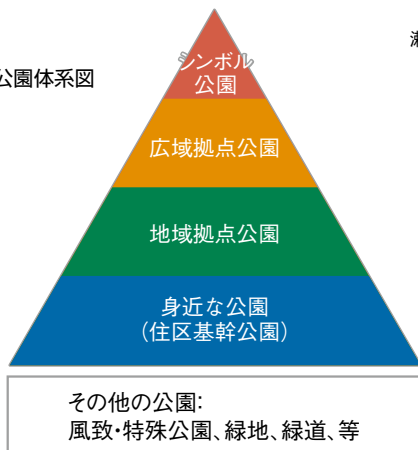 公園体系図
シンボル
公園
広域拠点公園
地域拠点公園
身近な公園
(住区基幹公園)
その他の公園:
風致・特殊公園、緑地、緑道、等